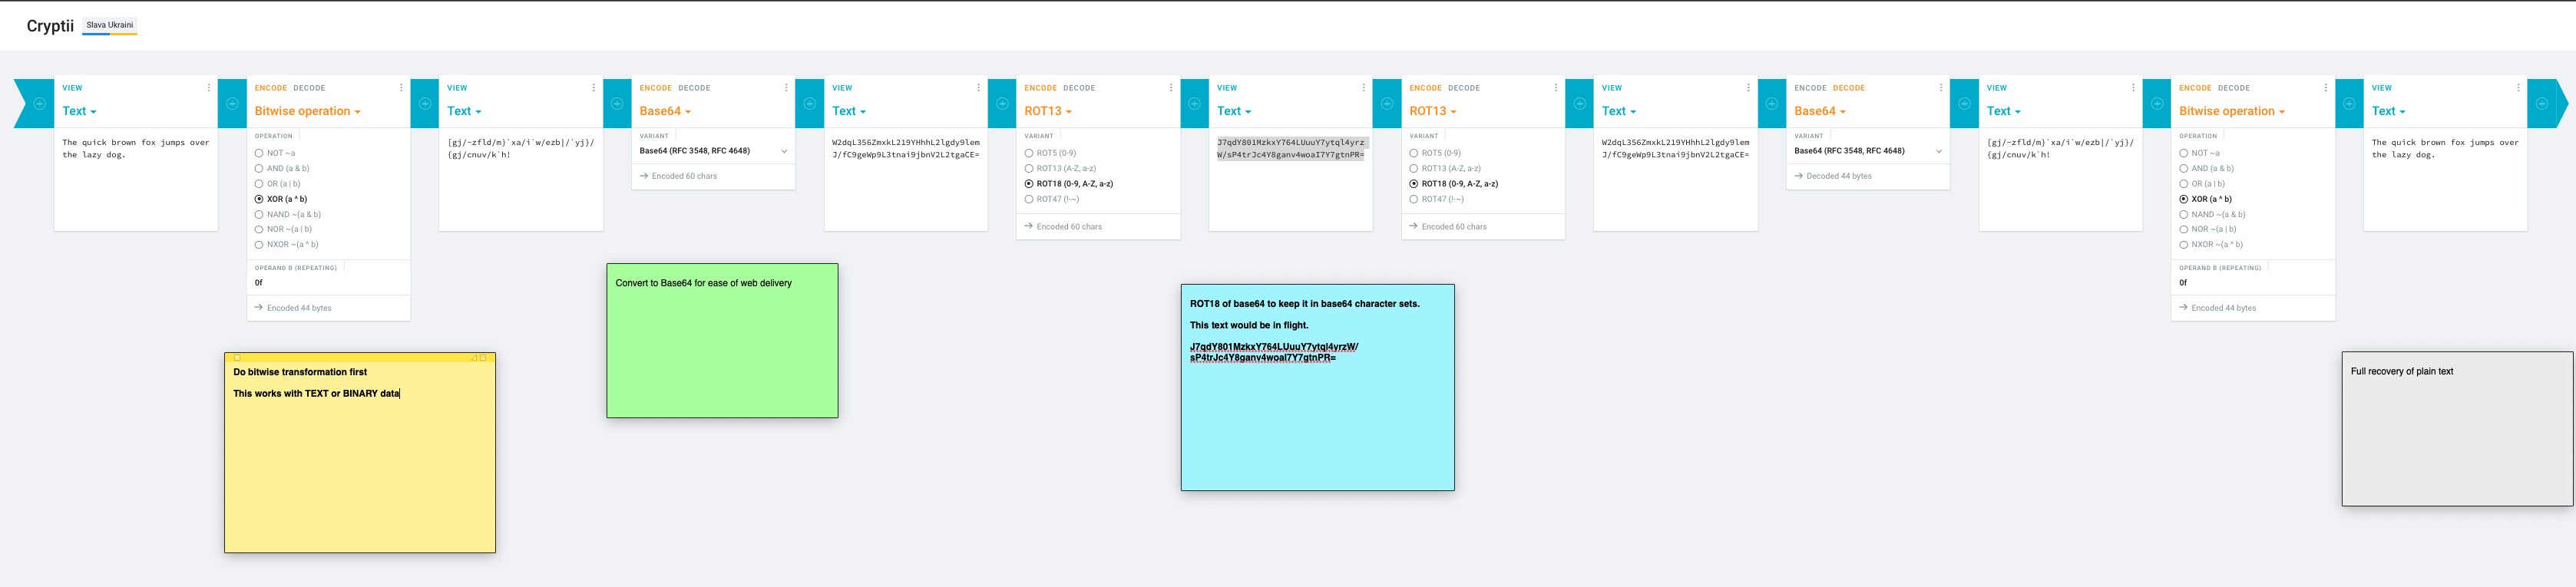 Cryptii
Slava Ukraini
VIEW
Text
The quick brown fox jumps over
the lazy dog.
ENCODE DECODE
Bitwise operation
OPERATION
NOT ~a
AND (a & b)
OR (a | b)
XOR (a ^ b)
NAND ~(a & b)
NOR ~(a | b)
NXOR ~(a ^ b)
OPERAND B (REPEATING)
0f
→ Encoded 44 bytes
VIEW
Text
[gj/~zfld/m}`xa/i`w/ezb|/`yj}/
{gj/cnuv/k`h!
ENCODE DECODE
Base64
VARIANT
Base64 (RFC 3548, RFC 4648)
→ Encoded 60 chars
VIEW
Text
W2dqL356ZmxkL219YHhhL2lgdy9lem
J/fC9geWp9L3tnai9jbnV2L2tgaCE=
ENCODE DECODE
ROT13
VARIANT
ROT5 (0-9)
ROT13 (A-Z, a-z)
ROT18 (0-9, A-Z, a-z)
ROT47 (!-~)
→ Encoded 60 chars
VIEW
Text
J7qdY801MzkxY764LUuuY7ytql4yrz
W/sP4trJc4Y8ganv4woaI7Y7gtnPR=
ENCODE DECODE
ROT13
VARIANT
ROT5 (0-9)
ROT13 (A-Z, a-z)
ROT18 (0-9, A-Z, a-z)
ROT47 (!-~)
→ Encoded 60 chars
VIEW
Text
W2dqL356ZmxkL219YHhhL2lgdy9lem
J/fC9geWp9L3tnai9jbnV2L2tgaCE=
ENCODE DECODE
Base64
VARIANT
Base64 (RFC 3548, RFC 4648)
→ Decoded 44 bytes
VIEW
Text
[gj/~zfld/m}`xa/i`w/ezb|/`yj}/
{gj/cnuv/k`h!
ENCODE DECODE
Bitwise operation
OPERATION
NOT ~a
AND (a & b)
OR (a | b)
XOR (a ^ b)
NAND ~(a & b)
NOR ~(a | b)
NXOR ~(a ^ b)
OPERAND B (REPEATING)
0f
→ Encoded 44 bytes
VIEW
Text
The quick brown fox jumps over
the lazy dog.
Do bitwise transformation first
This works with TEXT or BINARY data
Convert to Base64 for ease of web delivery
ROT18 of base64 to keep it in base64 character sets.
This text would be in flight.
J7qdY801MzkxY764LUuuY7ytql4yrzW/
sP4trJc4Y8ganv4woaI7Y7gtnPR=
Full recovery of plain text